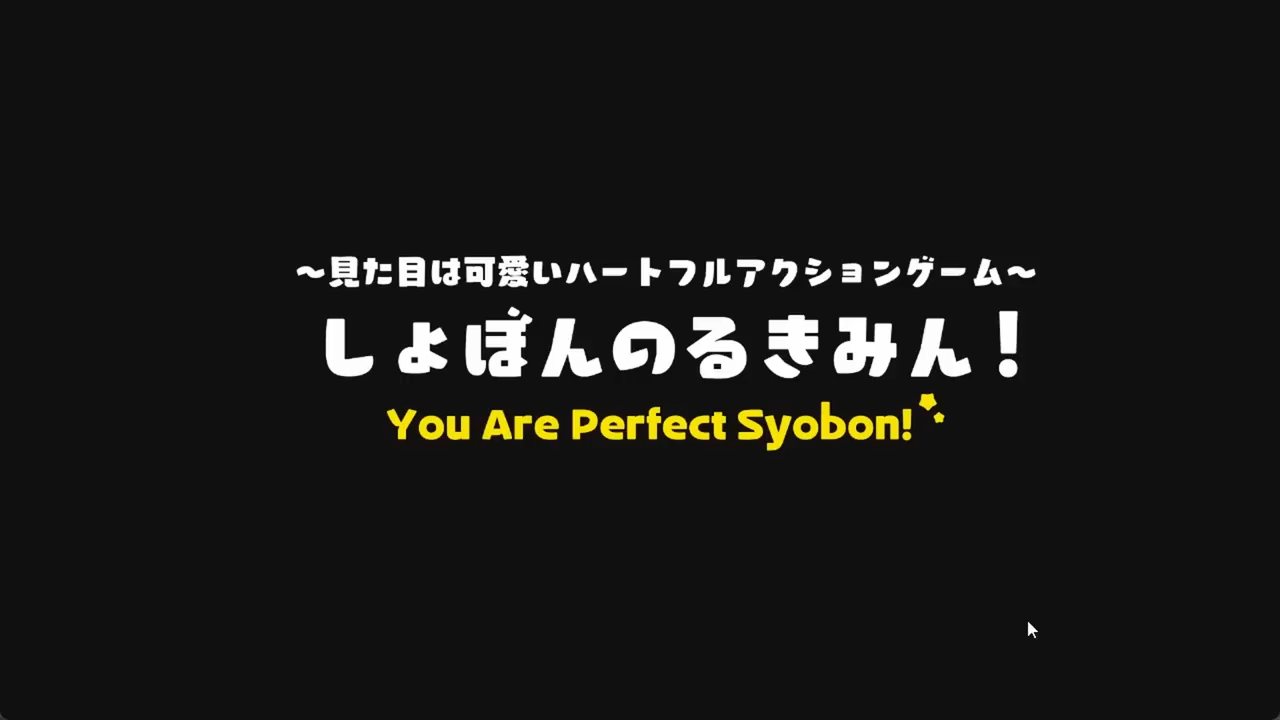 〜見た目は可愛いハートフルアクションゲーム〜
しょぼんのるきみん！
You Are Perfect Syobon!